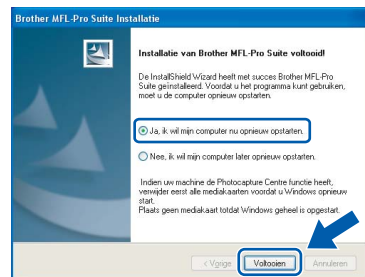 Brother MFL-Pro Suite Installatie
Installatie van Brother MFL-Pro Suite voltooid!
De InstallShield Wizard heeft met succes Brother MFL-Pro
Suite geïnstalleerd. Voordat u het programma kunt gebruiken,
moet u de computer opnieuw opstarten.
Ja, ik wil mijn computer nu opnieuw opstarten.
Nee, ik wil mijn computer later opnieuw opstarten.
Indien uw machine de Photocapture Centre functie heeft,
verwijder eerst alle mediakaarten voordat u Windows opnieuw
start.
Plaats geen mediakaart totdat Windows geheel is opgestart.
< Vorige Voltooien Annuleren